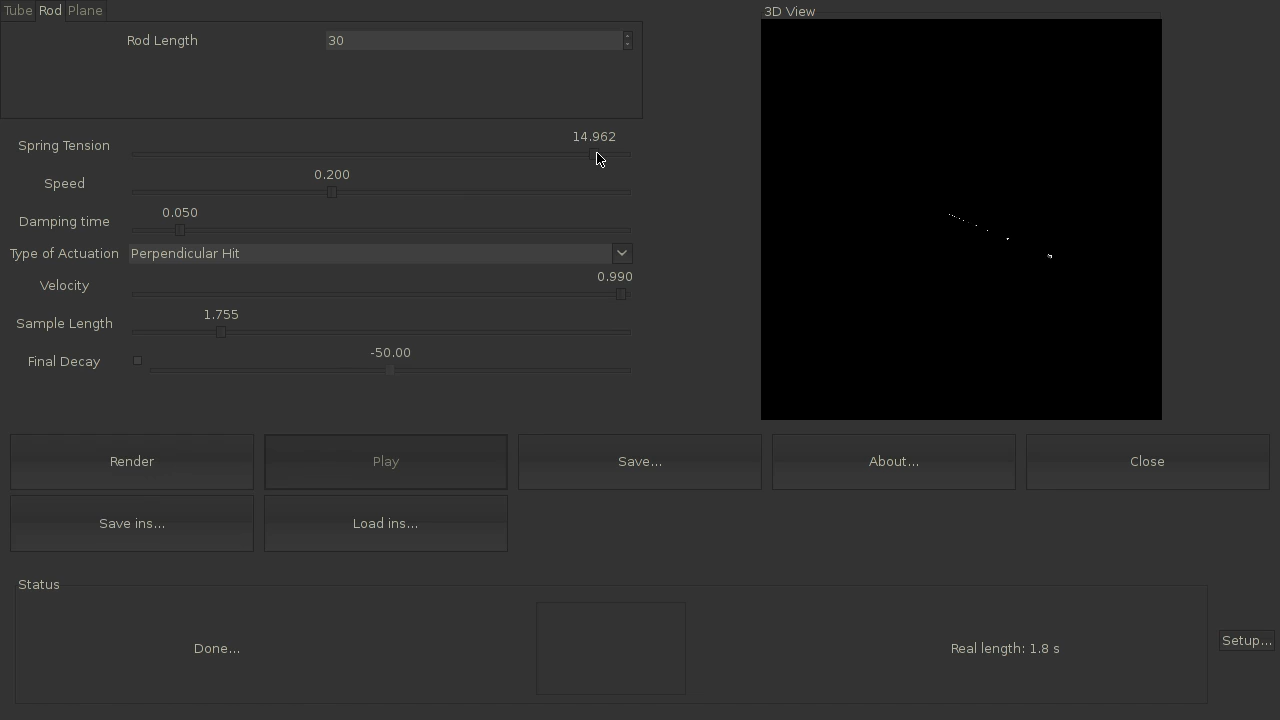 Tube Rod Plane
3D View
Rod Length 30
14.962
Spring Tension
0.200
Speed
0.050
Damping time
Type of Actuation Perpendicular Hit
0.990
Velocity
1.755
Sample Length
-50.00
Final Decay
Render Play Save... About... Close
Save ins... Load ins...
Status
Done... Real length: 1.8 s
Setup...